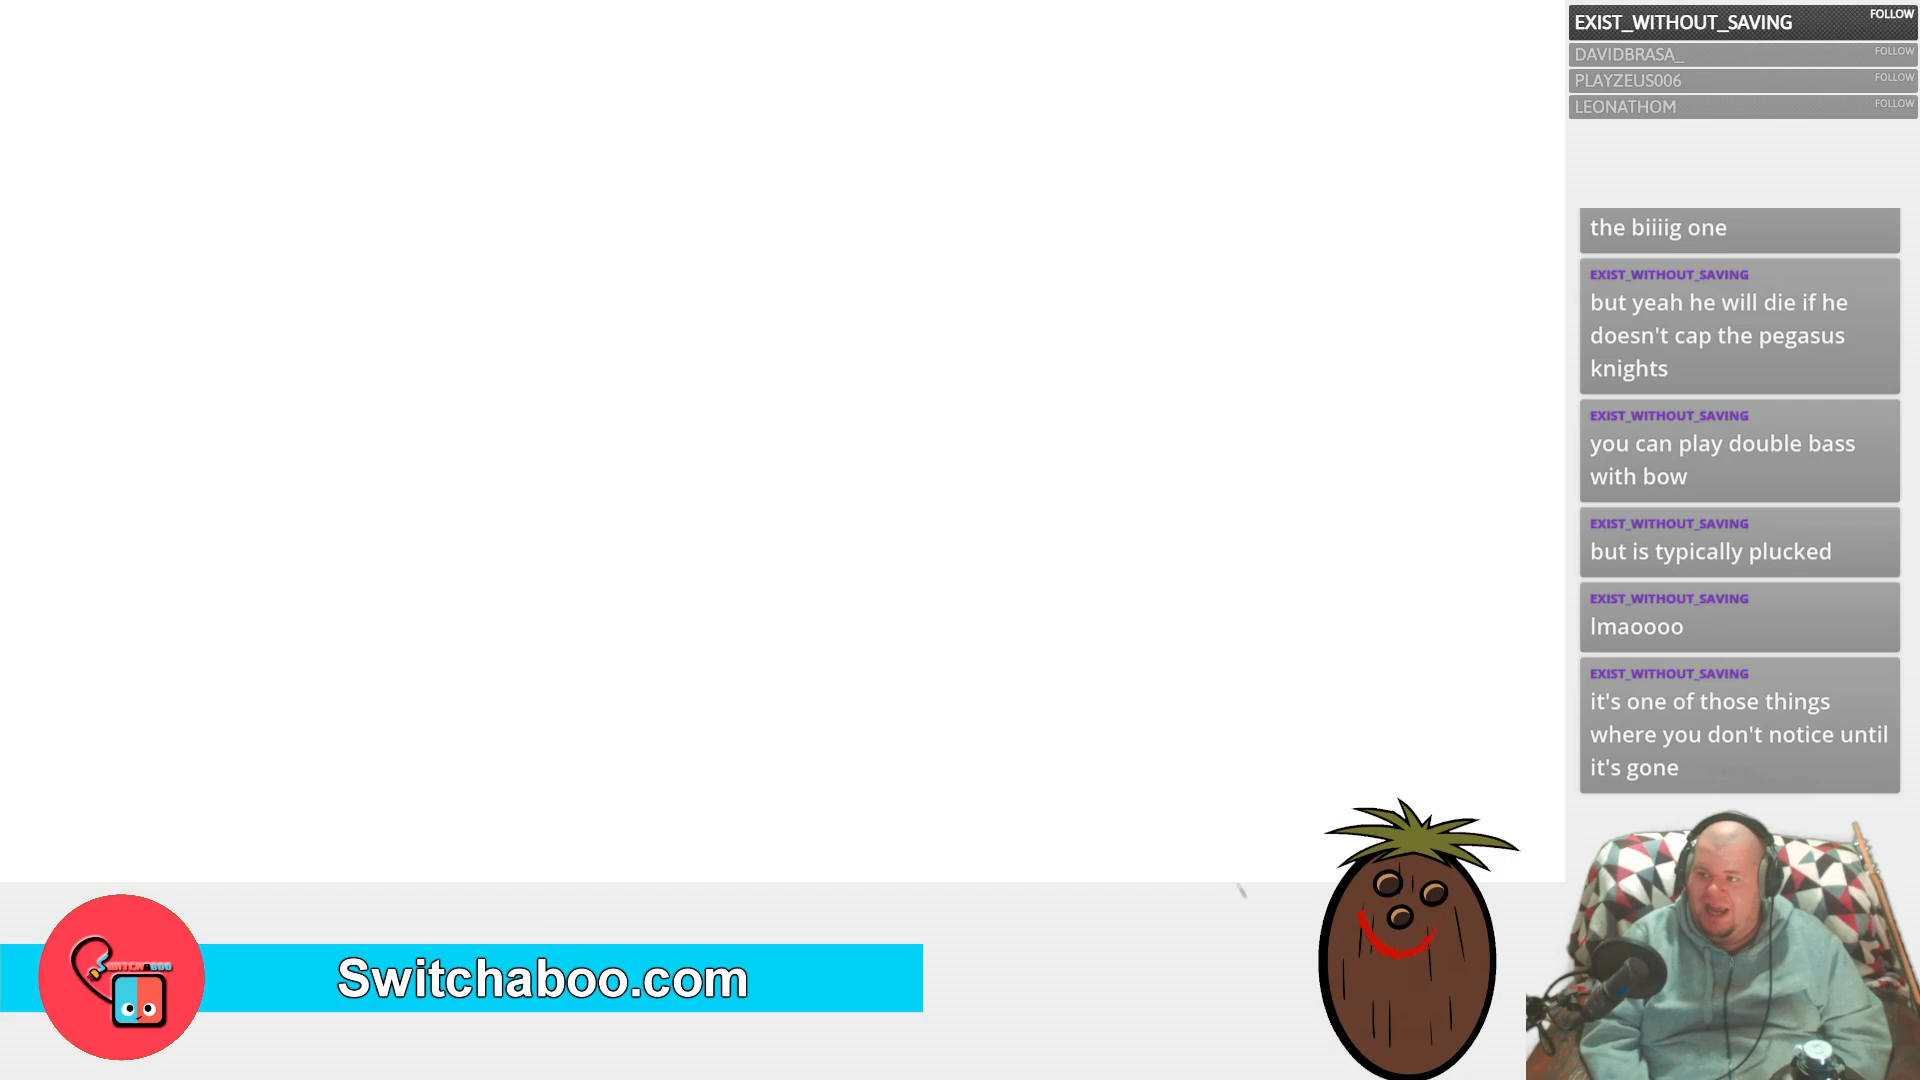 EXIST_WITHOUT_SAVING FOLLOW
DAVIDBRASA_ FOLLOW
PLAYZEUS006 FOLLOW
LEONATHOM FOLLOW
the biiiig one
EXIST_WITHOUT_SAVING
but yeah he will die if he
doesn't cap the pegasus
knights
EXIST_WITHOUT_SAVING
you can play double bass
with bow
EXIST_WITHOUT_SAVING
but is typically plucked
EXIST_WITHOUT_SAVING
lmaoooo
EXIST_WITHOUT_SAVING
it's one of those things
where you don't notice until
it's gone
SWITCHABOO
Switchaboo.com